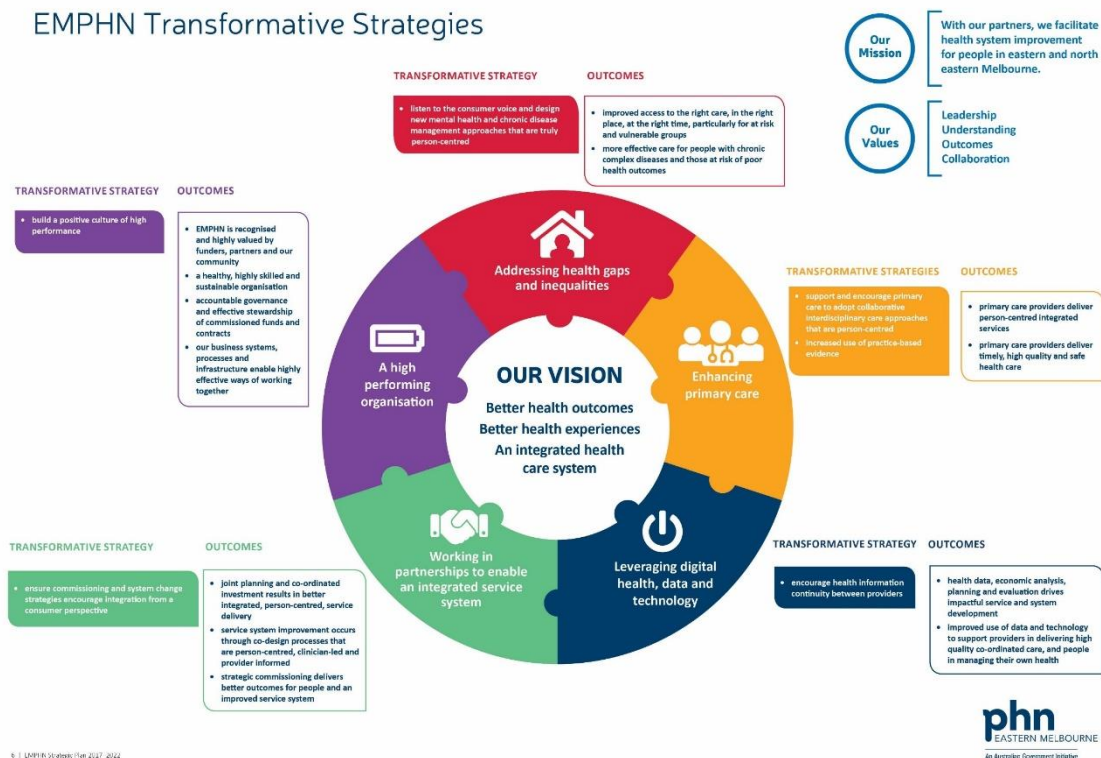 EMPHN Transformative Strategies
Our
Mission
With our partners, we facilitate
health system improvement
for people in eastern and north
eastern Melbourne.
Our
Values
Leadership
Understanding
Outcomes
Collaboration
TRANSFORMATIVE STRATEGY
• listen to the consumer voice and design
new mental health and chronic disease
management approaches that are truly
person-centred
OUTCOMES
• improved access to the right care, in the right
place, at the right time, particularly for at risk
and vulnerable groups
• more effective care for people with chronic
complex diseases and those at risk of poor
health outcomes
TRANSFORMATIVE STRATEGY
• build a positive culture of high
performance
OUTCOMES
• EMPHN is recognised
and highly valued by
funders, partners and our
community
• a healthy, highly skilled and
sustainable organisation
• accountable governance
and effective stewardship
of commissioned funds and
contracts
• our business systems,
processes and
infrastructure enable highly
effective ways of working
together
Addressing health gaps
and inequalities
A high
performing
organisation
OUR VISION
Better health outcomes
Better health experiences
An integrated health
care system
Enhancing
primary care
Working in
partnerships to enable
an integrated service
system
Leveraging digital
health, data and
technology
TRANSFORMATIVE STRATEGIES
• support and encourage primary
care to adopt collaborative
interdisciplinary care approaches
that are person-centred
• increased use of practice-based
evidence
OUTCOMES
• primary care providers deliver
person-centred integrated
services
• primary care providers deliver
timely, high quality and safe
health care
TRANSFORMATIVE STRATEGY
• ensure commissioning and system change
strategies encourage integration from a
consumer perspective
OUTCOMES
• joint planning and co-ordinated
investment results in better
integrated, person-centred, service
delivery
• service system improvement occurs
through co-design processes that
are person-centred, clinician-led and
provider informed
• strategic commissioning delivers
better outcomes for people and an
improved service system
TRANSFORMATIVE STRATEGY
• encourage health information
continuity between providers
OUTCOMES
• health data, economic analysis,
planning and evaluation drives
impactful service and system
development
• improved use of data and technology
to support providers in delivering high
quality co-ordinated care, and people
in managing their own health
6 | EMPHN Strategic Plan 2017-2022
phn
EASTERN MELBOURNE
An Australian Government Initiative